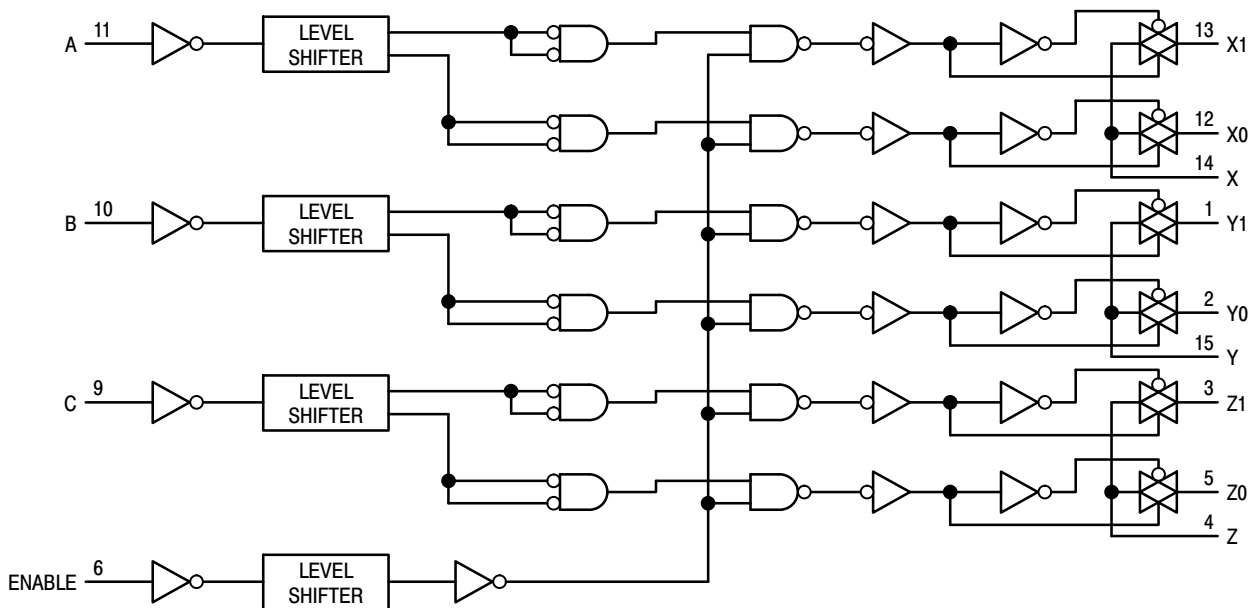 A 11 LEVEL SHIFTER 13 X1
12 X0
14 X
B 10 LEVEL SHIFTER 1 Y1
2 Y0
15 Y
C 9 LEVEL SHIFTER 3 Z1
5 Z0
4 Z
ENABLE 6 LEVEL SHIFTER